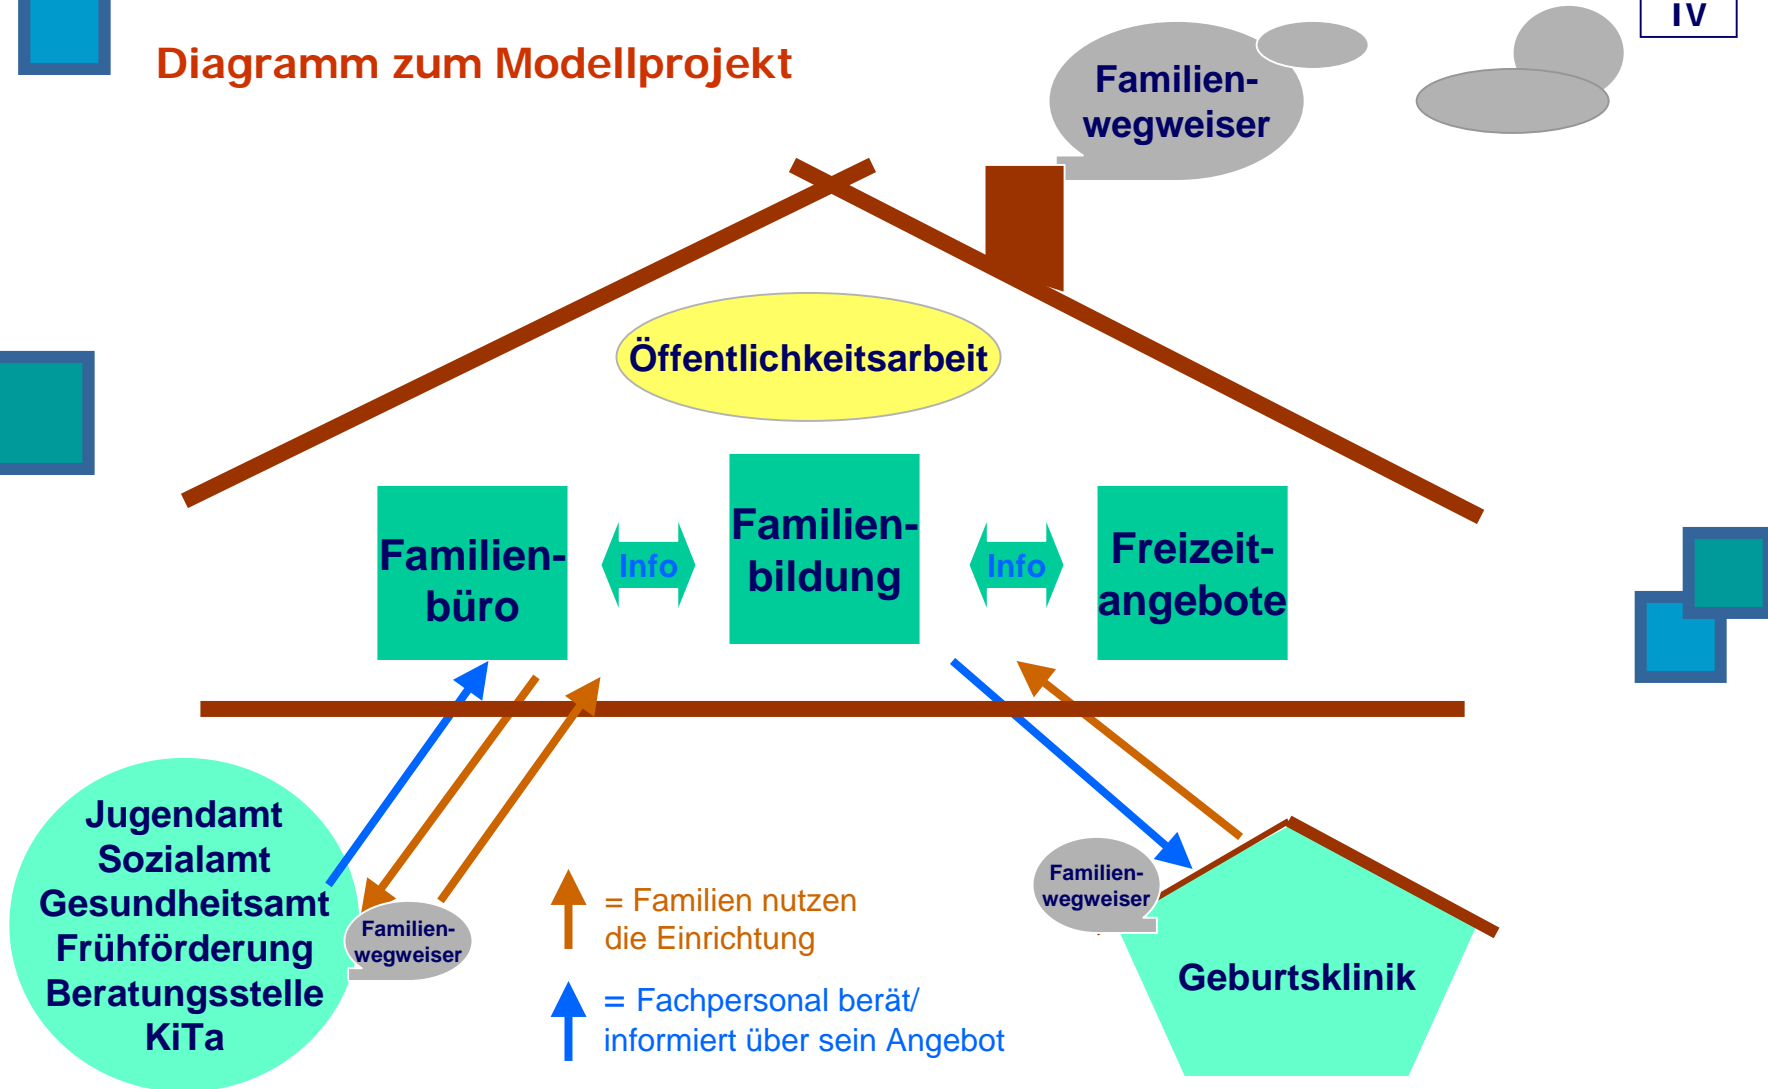 IV
Diagramm zum Modellprojekt
Familien-
wegweiser
Öffentlichkeitsarbeit
Familien-
büro
Info
Familien-
bildung
Info
Freizeit-
angebote
Jugendamt
Sozialamt
Gesundheitsamt
Frühförderung
Beratungsstelle
KiTa
Familien-
wegweiser
= Familien nutzen
die Einrichtung
= Fachpersonal berät/
informiert über sein Angebot
Familien-
wegweiser
Geburtsklinik